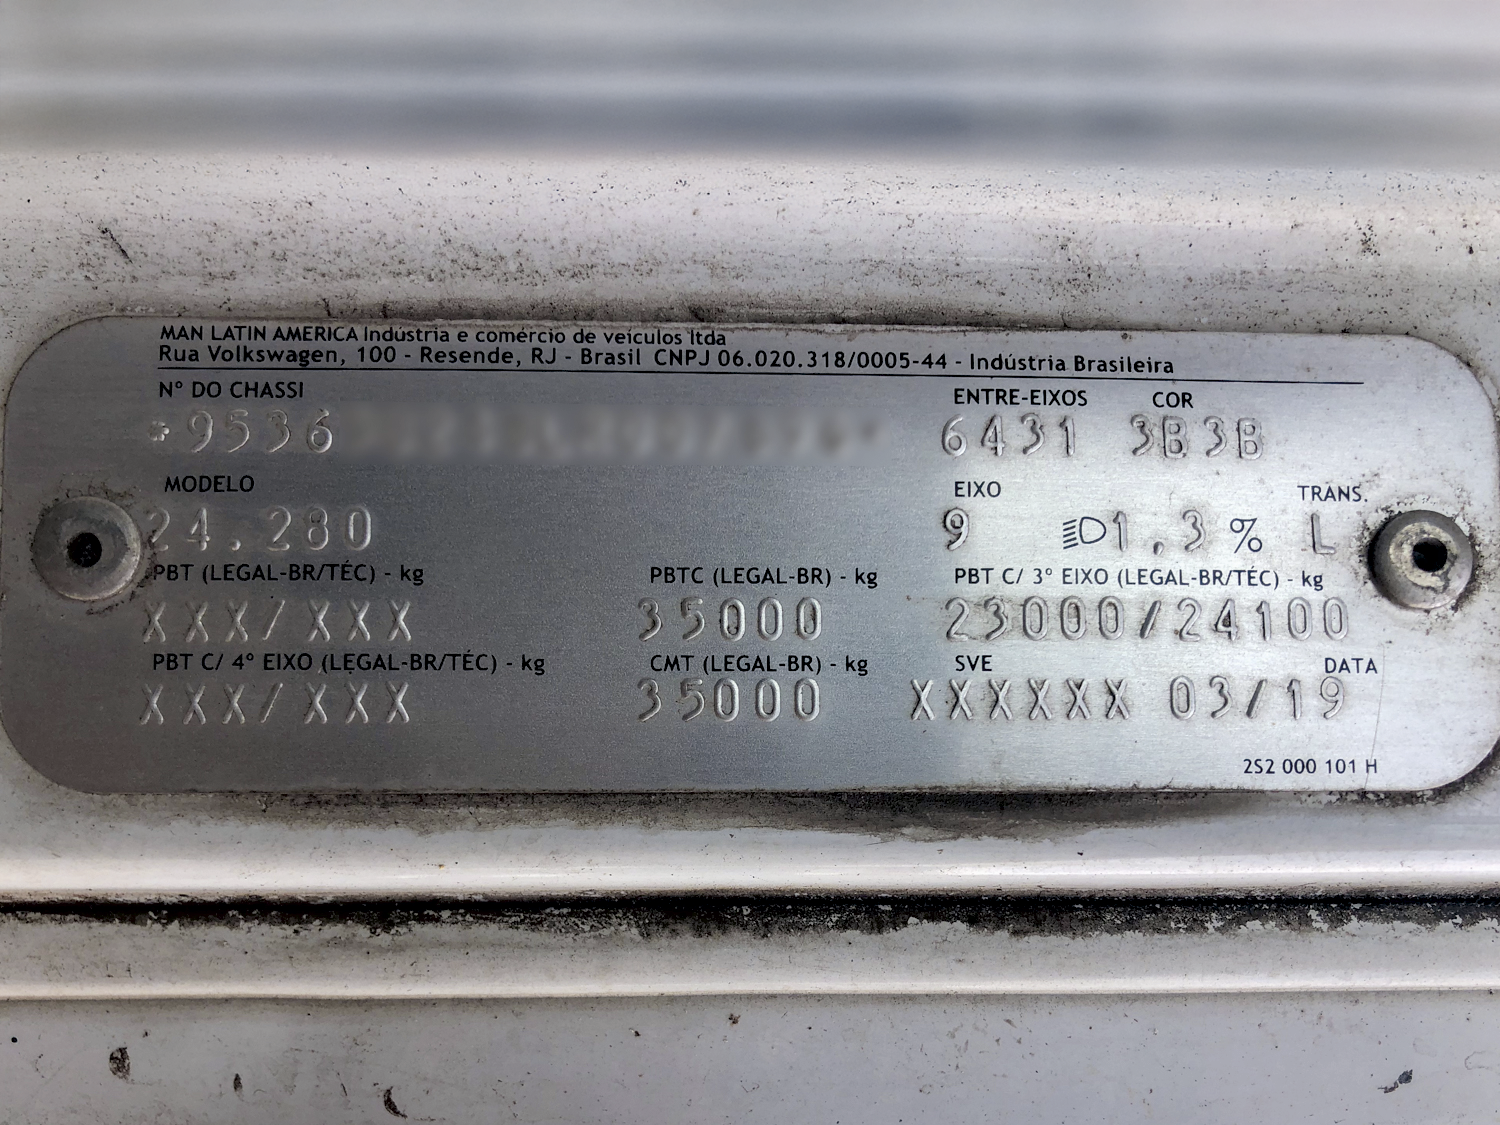 MAN LATIN AMERICA Indústria e comércio de veículos ltda
Rua Volkswagen, 100 - Resende, RJ - Brasil CNPJ 06.020.318/0005-44 - Indústria Brasileira
Nº DO CHASSI ENTRE-EIXOS COR
*9536 6431 3B3B
MODELO EIXO TRANS.
24.280 9 1.3 % L
PBT (LEGAL-BR/TÉC) - kg PBTC (LEGAL-BR) - kg PBT C/ 3º EIXO (LEGAL-BR/TÉC) - kg
XXX/XXX 35000 23000/24100
PBT C/ 4º EIXO (LEGAL-BR/TÉC) - kg CMT (LEGAL-BR) - kg SVE DATA
XXX/XXX 35000 XXXXXX 03/19
2S2 000 101 H